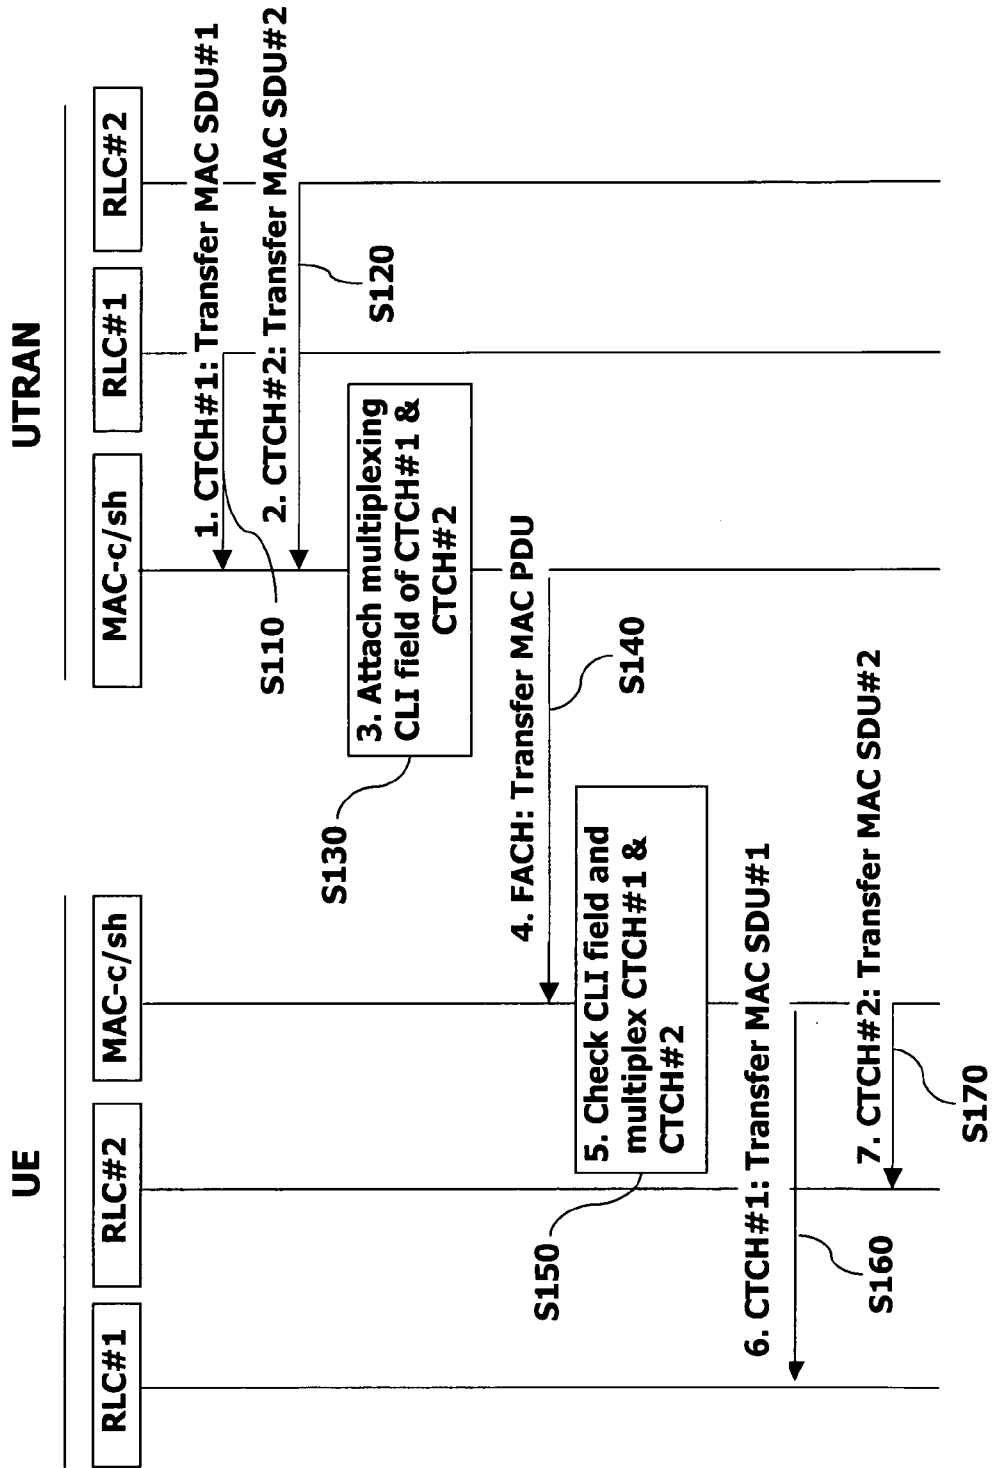 UE
UTRAN
RLC#1
RLC#2
MAC-c/sh
MAC-c/sh
RLC#1
RLC#2
1. CTCH#1: Transfer MAC SDU#1
S110
2. CTCH#2: Transfer MAC SDU#2
S120
3. Attach multiplexing
CLI field of CTCH#1 &
CTCH#2
S130
4. FACH: Transfer MAC PDU
S140
5. Check CLI field and
multiplex CTCH#1 &
CTCH#2
S150
6. CTCH#1: Transfer MAC SDU#1
S160
7. CTCH#2: Transfer MAC SDU#2
S170